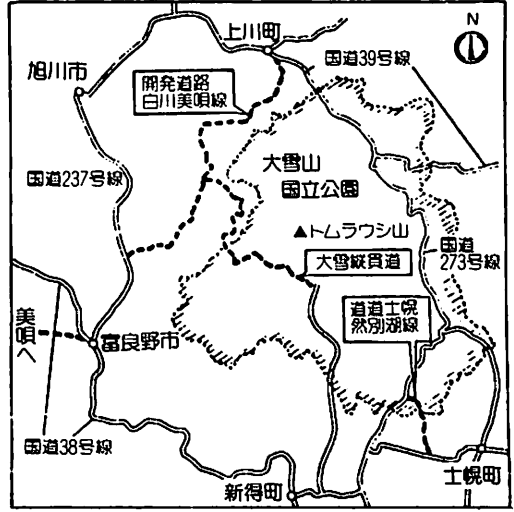 上川町
N
国道39号線
旭川市
開発道路
白川美唄線
大雪山
国立公園
国道237号線
▲トムラウシ山
大雪縦貫道
国道
273号線
道道士幌
然別湖線
美唄へ
富良野市
国道38号線
士幌町
新得町